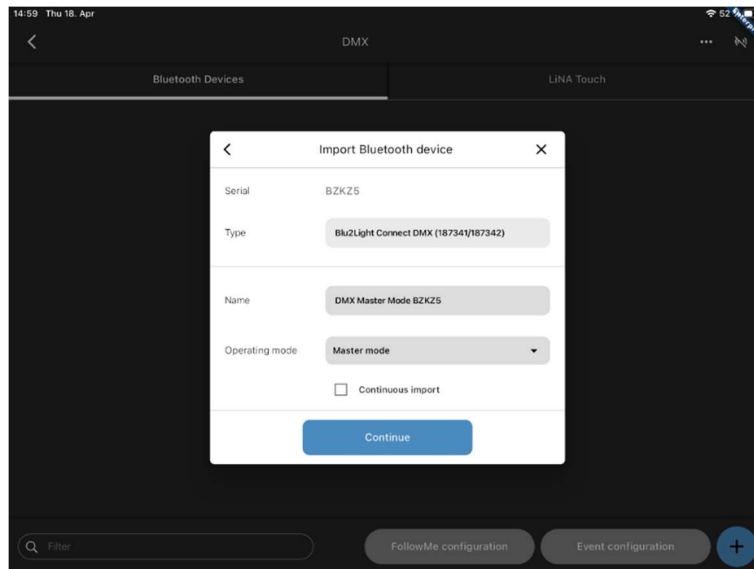 14:59 Thu 18. Apr
52
DMX
Bluetooth Devices
LiNA Touch
Import Bluetooth device
Serial BZKZ5
Type Blu2Light Connect DMX (187341/187342)
Name DMX Master Mode BZKZ5
Operating mode Master mode
Continuous import
Continue
Filter
FollowMe configuration
Event configuration